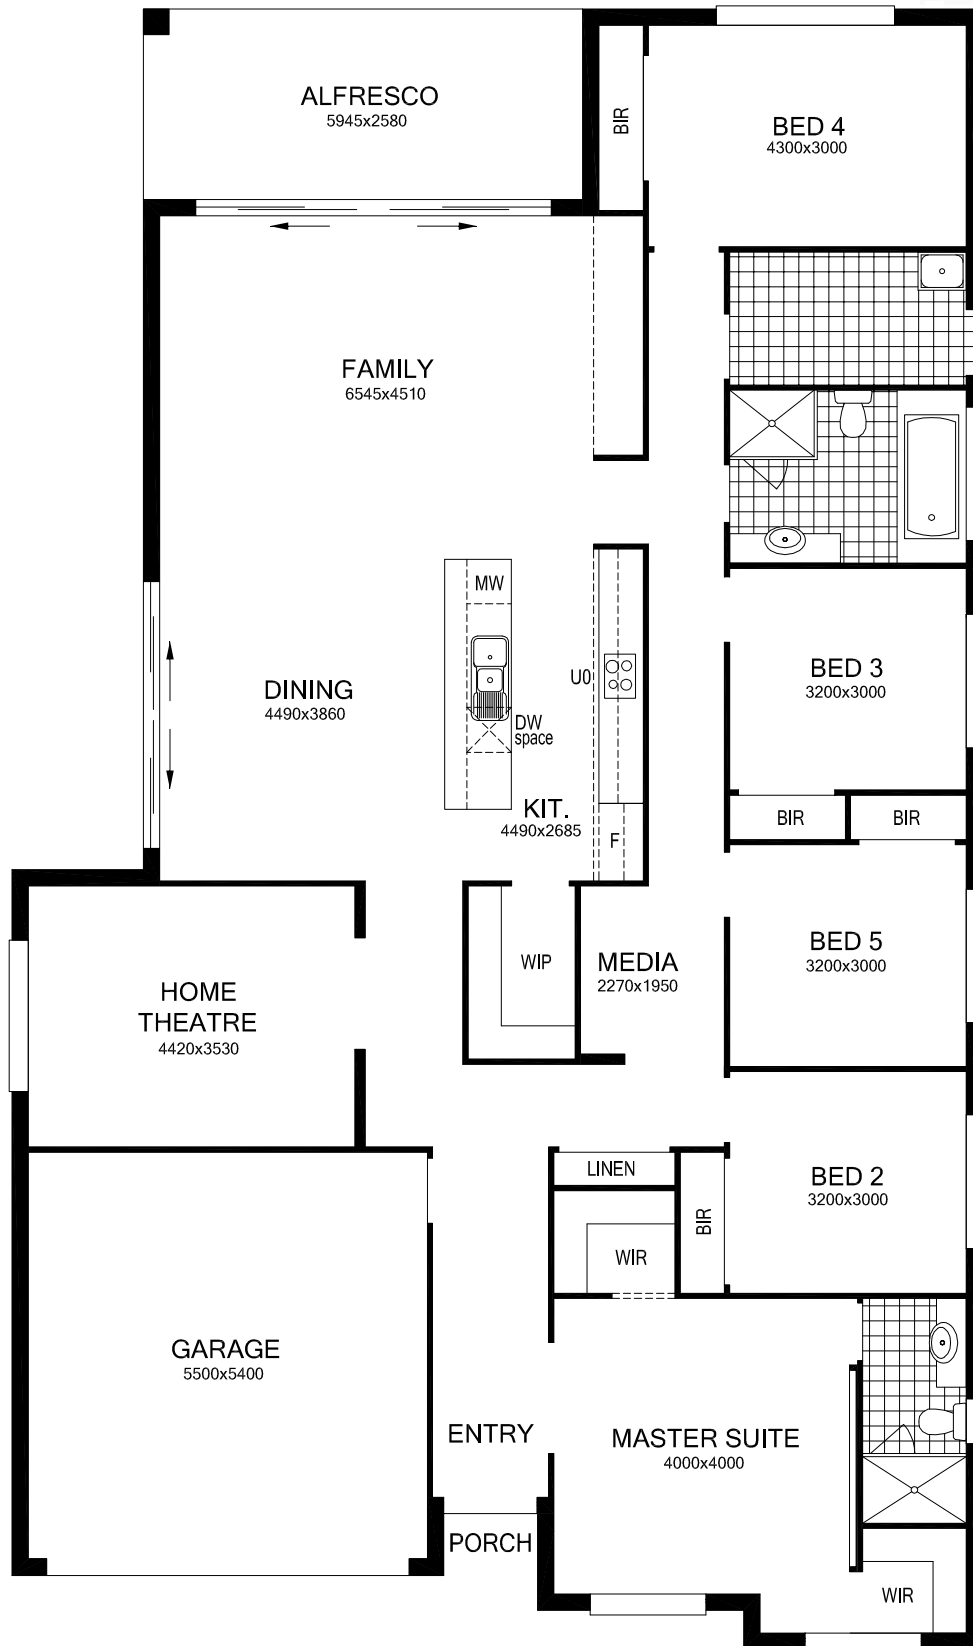 ALFRESCO
5945x2580
BIR
BED 4
4300x3000
FAMILY
6545x4510
MW
U0
DINING
4490x3860
DW
space
KIT.
4490x2685
F
BED 3
3200x3000
BIR
BIR
BED 5
3200x3000
WIP
MEDIA
2270x1950
HOME
THEATRE
4420x3530
LINEN
BIR
BED 2
3200x3000
WIR
GARAGE
5500x5400
ENTRY
MASTER SUITE
4000x4000
PORCH
WIR